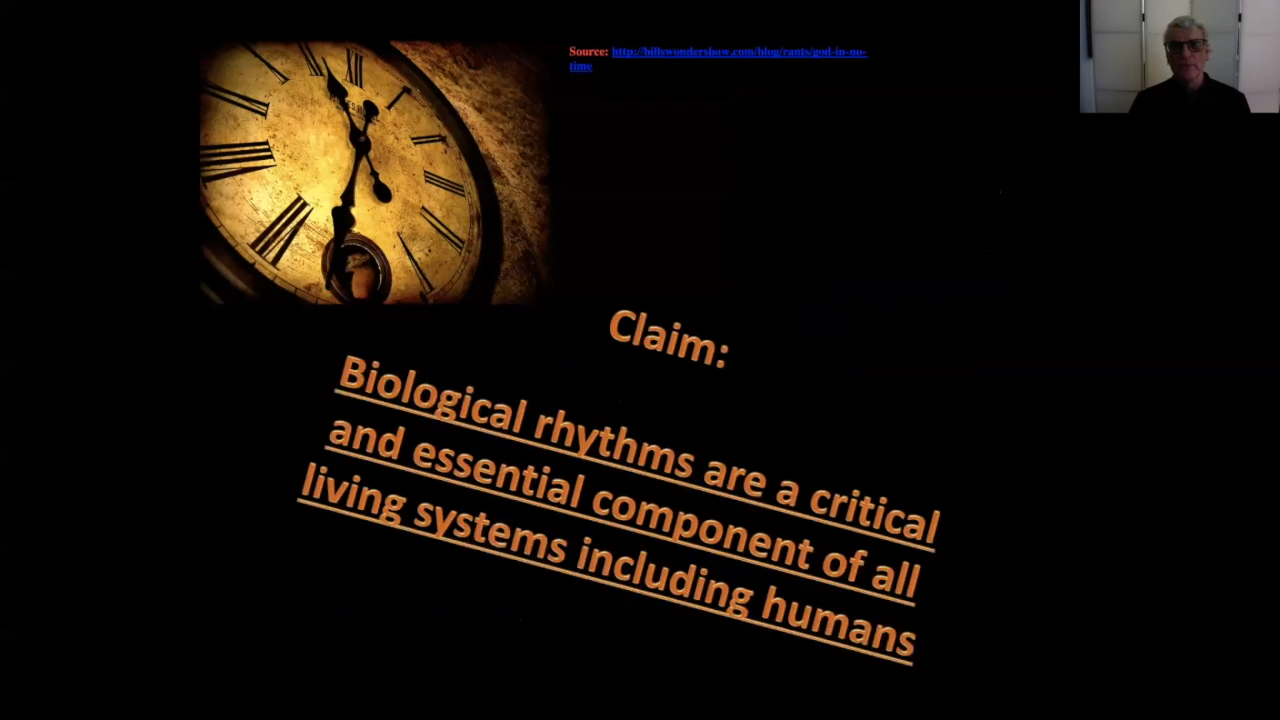 Source: http://hillswondershow.com/blog/rants/god-in-no-
time
Claim:
Biological rhythms are a critical
and essential component of all
living systems including humans